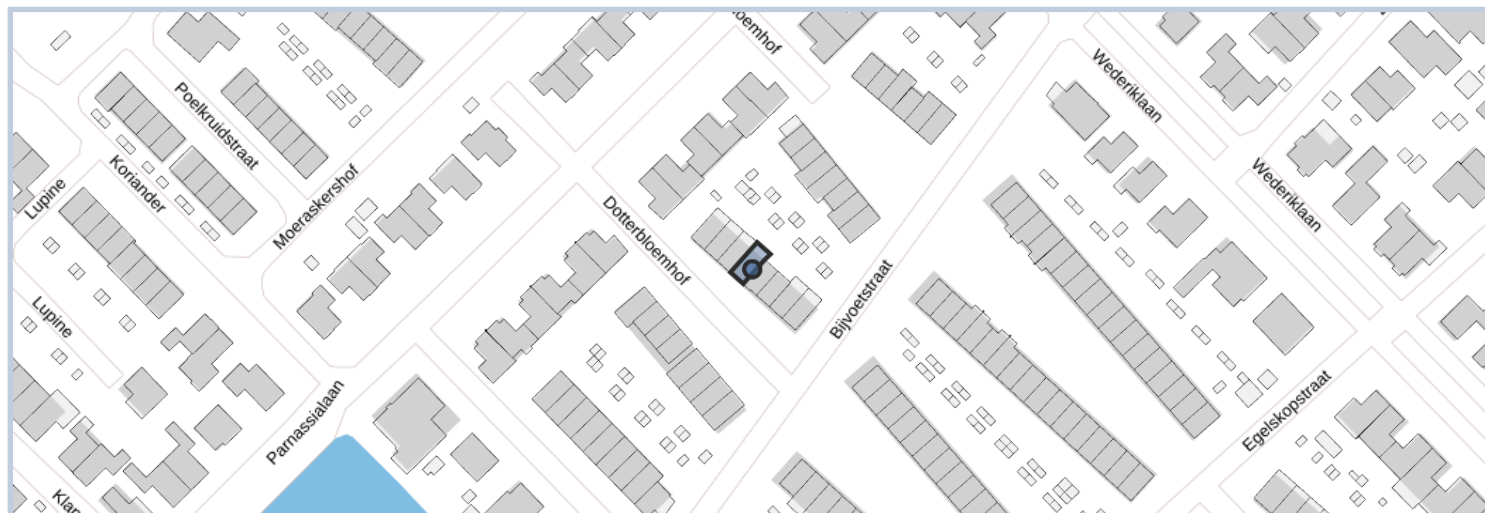 Wederiklaan
Poelkruidstraat
Koriander
Lupine
Moeraskershof
Dotterbloemhof
Wederiklaan
Bijvoetstraat
Lupine
Parnassialaan
Egelskopstraat